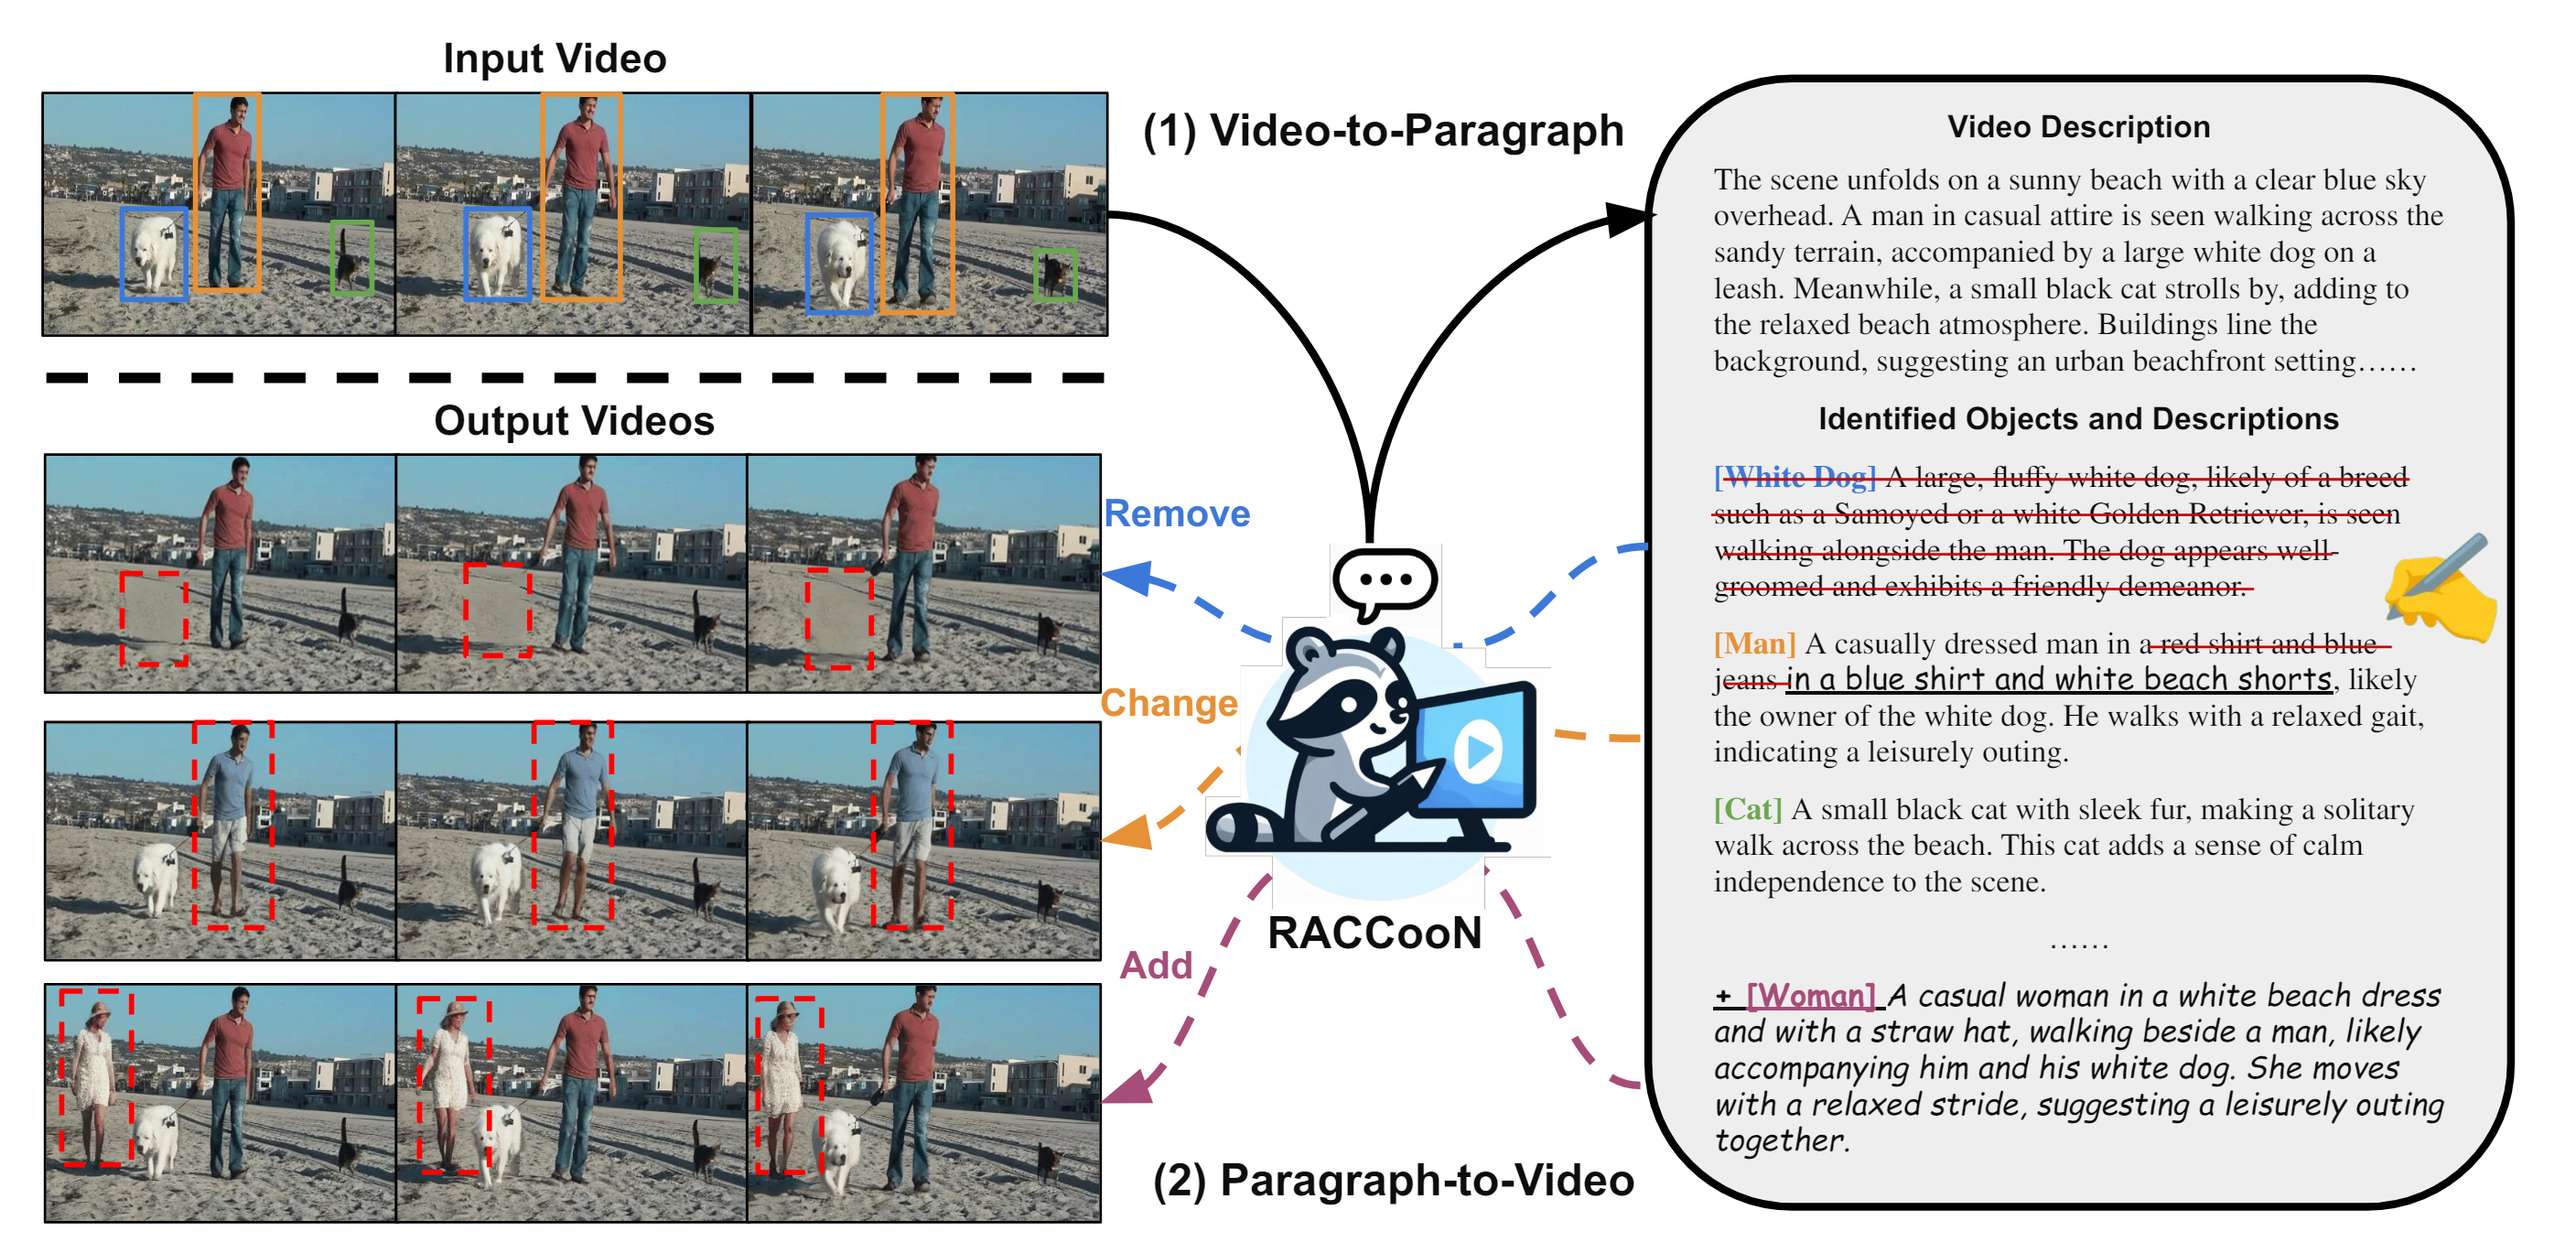 Input Video
(1) Video-to-Paragraph
Output Videos
Remove
Change
Add
RACCooN
(2) Paragraph-to-Video
Video Description
The scene unfolds on a sunny beach with a clear blue sky
overhead. A man in casual attire is seen walking across the
sandy terrain, accompanied by a large white dog on a
leash. Meanwhile, a small black cat strolls by, adding to
the relaxed beach atmosphere. Buildings line the
background, suggesting an urban beachfront setting……
Identified Objects and Descriptions
[White Dog] A large, fluffy white dog, likely of a breed
such as a Samoyed or a white Golden Retriever, is seen
walking alongside the man. The dog appears well-
groomed and exhibits a friendly demeanor.
[Man] A casually dressed man in a red shirt and blue
jeans in a blue shirt and white beach shorts, likely
the owner of the white dog. He walks with a relaxed gait,
indicating a leisurely outing.
[Cat] A small black cat with sleek fur, making a solitary
walk across the beach. This cat adds a sense of calm
independence to the scene.
……
+ [Woman] A casual woman in a white beach dress
and with a straw hat, walking beside a man, likely
accompanying him and his white dog. She moves
with a relaxed stride, suggesting a leisurely outing
together.